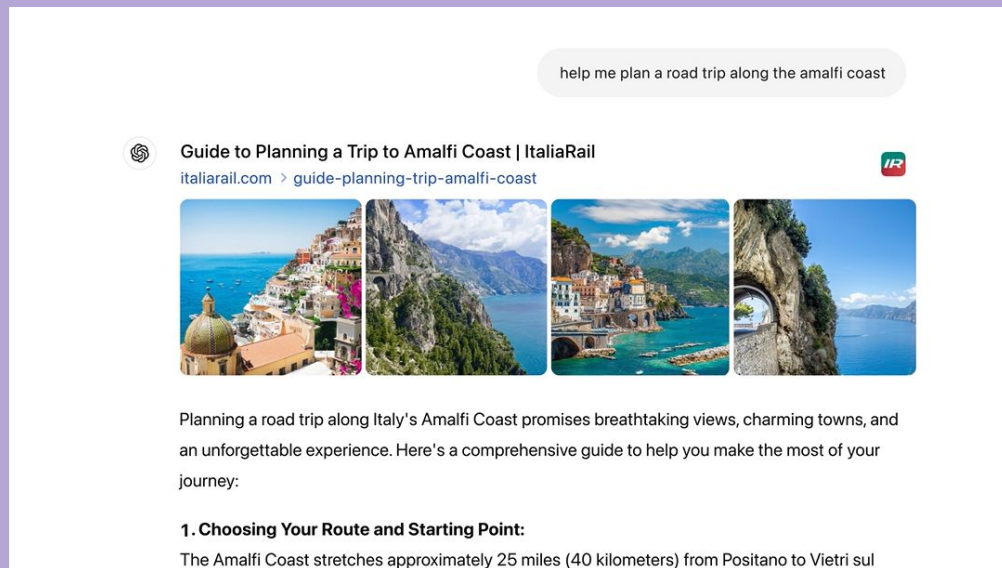 help me plan a road trip along the amalfi coast
Guide to Planning a Trip to Amalfi Coast | ItaliaRail
italiarail.com > guide-planning-trip-amalfi-coast
IR
Planning a road trip along Italy's Amalfi Coast promises breathtaking views, charming towns, and
an unforgettable experience. Here's a comprehensive guide to help you make the most of your
journey:
1. Choosing Your Route and Starting Point:
The Amalfi Coast stretches approximately 25 miles (40 kilometers) from Positano to Vietri sul